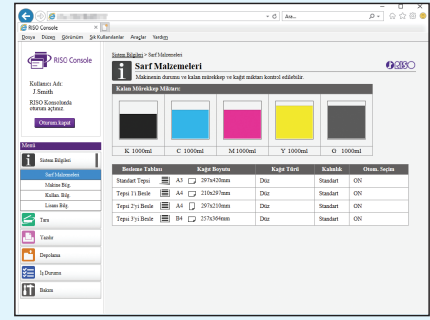 Ara...
RISO Console
Dosya Düzen Görünüm Sık Kullanılanlar Araçlar Yardım
RISO Console
Kullanıcı Adı:
J.Smith
RISO Konsolunda
oturum açtınız.
Oturum.kapat
Menü
Sistem Bilgileri
Sarf Malzemeleri
Makine Bilg.
Kullan. Bilg.
Lisans Bilg.
Tara
Yazdır
Depolama
İş Durumu
Bakım
Sistem Bilgileri > Sarf Malzemeleri
Sarf Malzemeleri
Makinenin durumu ve kalan mürekkep ve kağıt miktarı kontrol edilebilir.
Kalan Mürekkep Miktarı:
K 1000ml C 1000ml M 1000ml Y 1000ml G 1000ml
Besleme Tablası Kağıt Boyutu Kağıt Türü Kalınlık Otom. Seçim
Standart Tepsi A3 297x420mm Düz Standart ON
Tepsi 1'i Besle A4 210x297mm Düz Standart ON
Tepsi 2'yi Besle A4 297x210mm Düz Standart ON
Tepsi 3'yi Besle B4 257x364mm Düz Standart ON